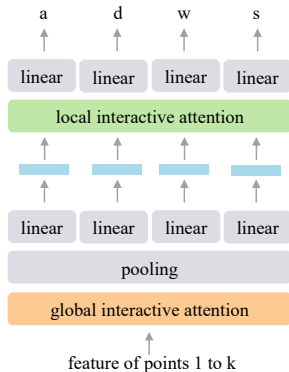 a d w s
linear linear linear linear
local interactive attention
linear linear linear linear
pooling
global interactive attention
feature of points 1 to k